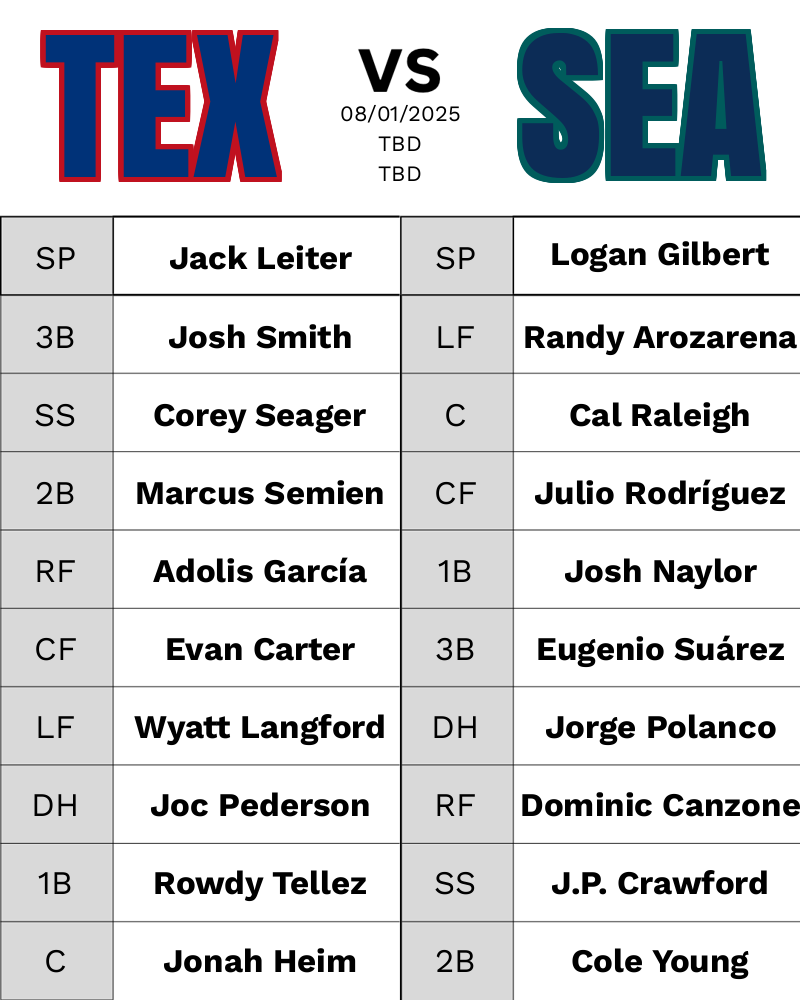 TEX VS SEA
08/01/2025
TBD
TBD
SP Jack Leiter SP Logan Gilbert
3B Josh Smith LF Randy Arozarena
SS Corey Seager C Cal Raleigh
2B Marcus Semien CF Julio Rodríguez
RF Adolis García 1B Josh Naylor
CF Evan Carter 3B Eugenio Suárez
LF Wyatt Langford DH Jorge Polanco
DH Joc Pederson RF Dominic Canzone
1B Rowdy Tellez SS J.P. Crawford
C Jonah Heim 2B Cole Young